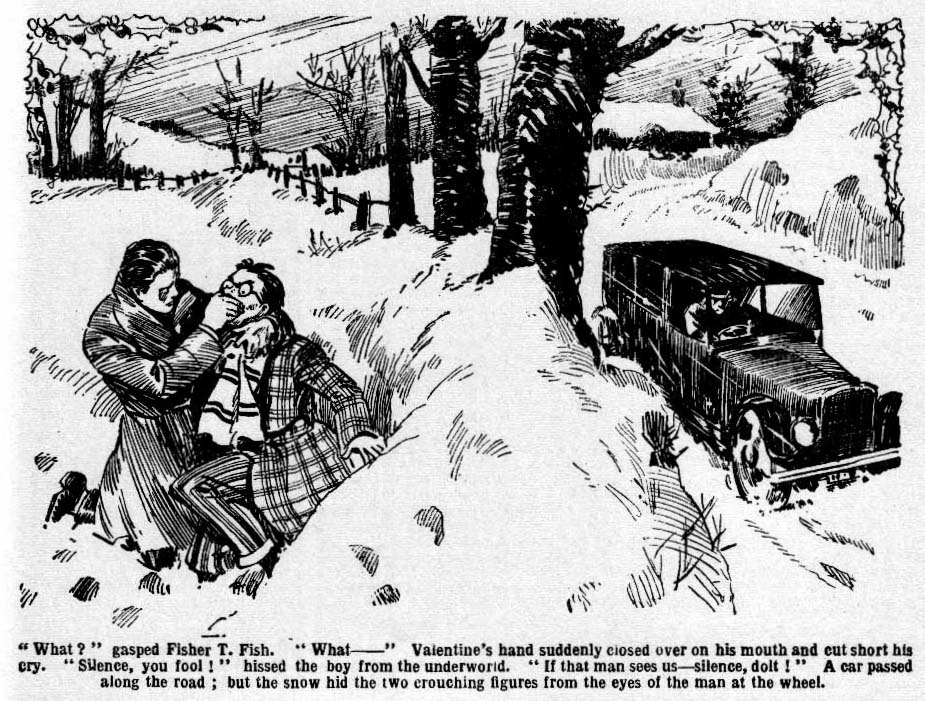 “ What ? ” gasped Fisher T. Fish. “ What——” Valentine's hand suddenly closed over on his mouth and cut short his
cry. “ Silence, you fool ! ” hissed the boy from the underworld. “ If that man sees us—silence, dolt ! ” A car passed
along the road ; but the snow hid the two crouching figures from the eyes of the man at the wheel.